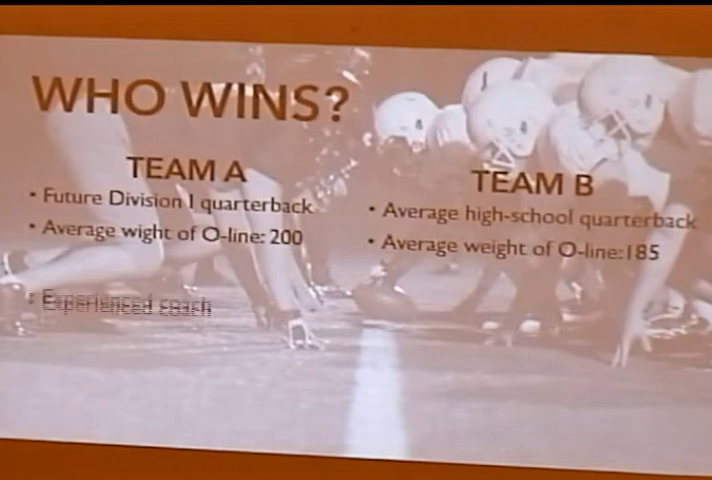 WHO WINS?
TEAM A
• Future Division I quarterback
• Average wight of O-line: 200
• Experienced coach
TEAM B
• Average high-school quarterback
• Average weight of O-line:185